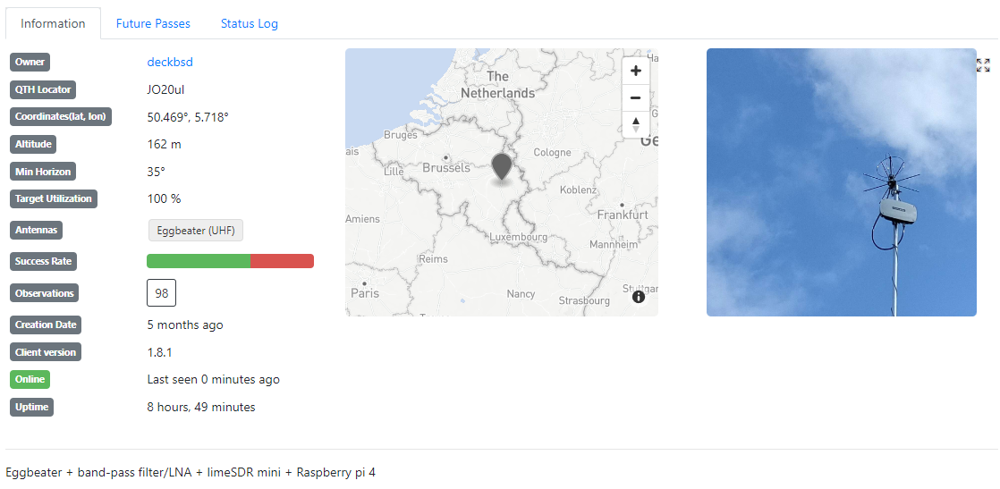 Information
Future Passes
Status Log
Owner deckbsd
QTH Locator JO20ul
Coordinates(lat, lon) 50.469°, 5.718°
Altitude 162 m
Min Horizon 35°
Target Utilization 100 %
Antennas Eggbeater (UHF)
Success Rate
Observations 98
Creation Date 5 months ago
Client version 1.8.1
Online Last seen 0 minutes ago
Uptime 8 hours, 49 minutes
The
Netherlands
Bruges
ais
Lille
Brussels
Cologne
Ge
Koblenz
Amiens
Frankfurt
Luxembourg
Mannheim
Reims
Paris
Nancy
Strasbourg
Stuttgart
Troyes
Eggbeater + band-pass filter/LNA + limeSDR mini + Raspberry pi 4